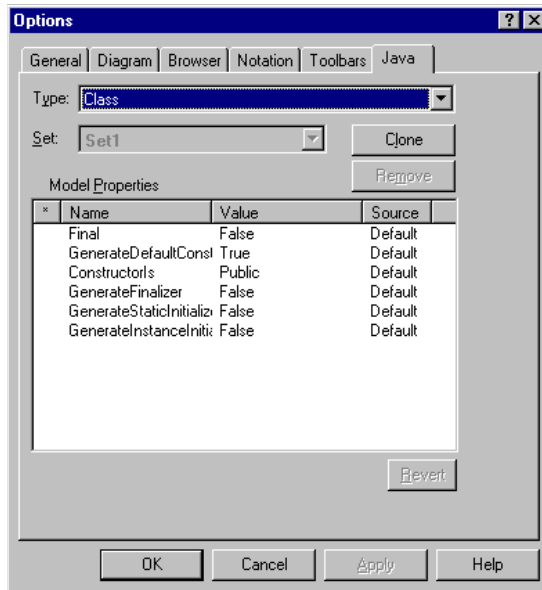 Options
General Diagram Browser Notation Toolbars Java
Type: Class
Set: Set1 Clone
Remove
Model Properties
* Name Value Source
Final False Default
GenerateDefaultConst True Default
ConstructorIs Public Default
GenerateFinalizer False Default
GenerateStaticInitialize False Default
GenerateInstanceInitia False Default
Revert
OK Cancel Apply Help